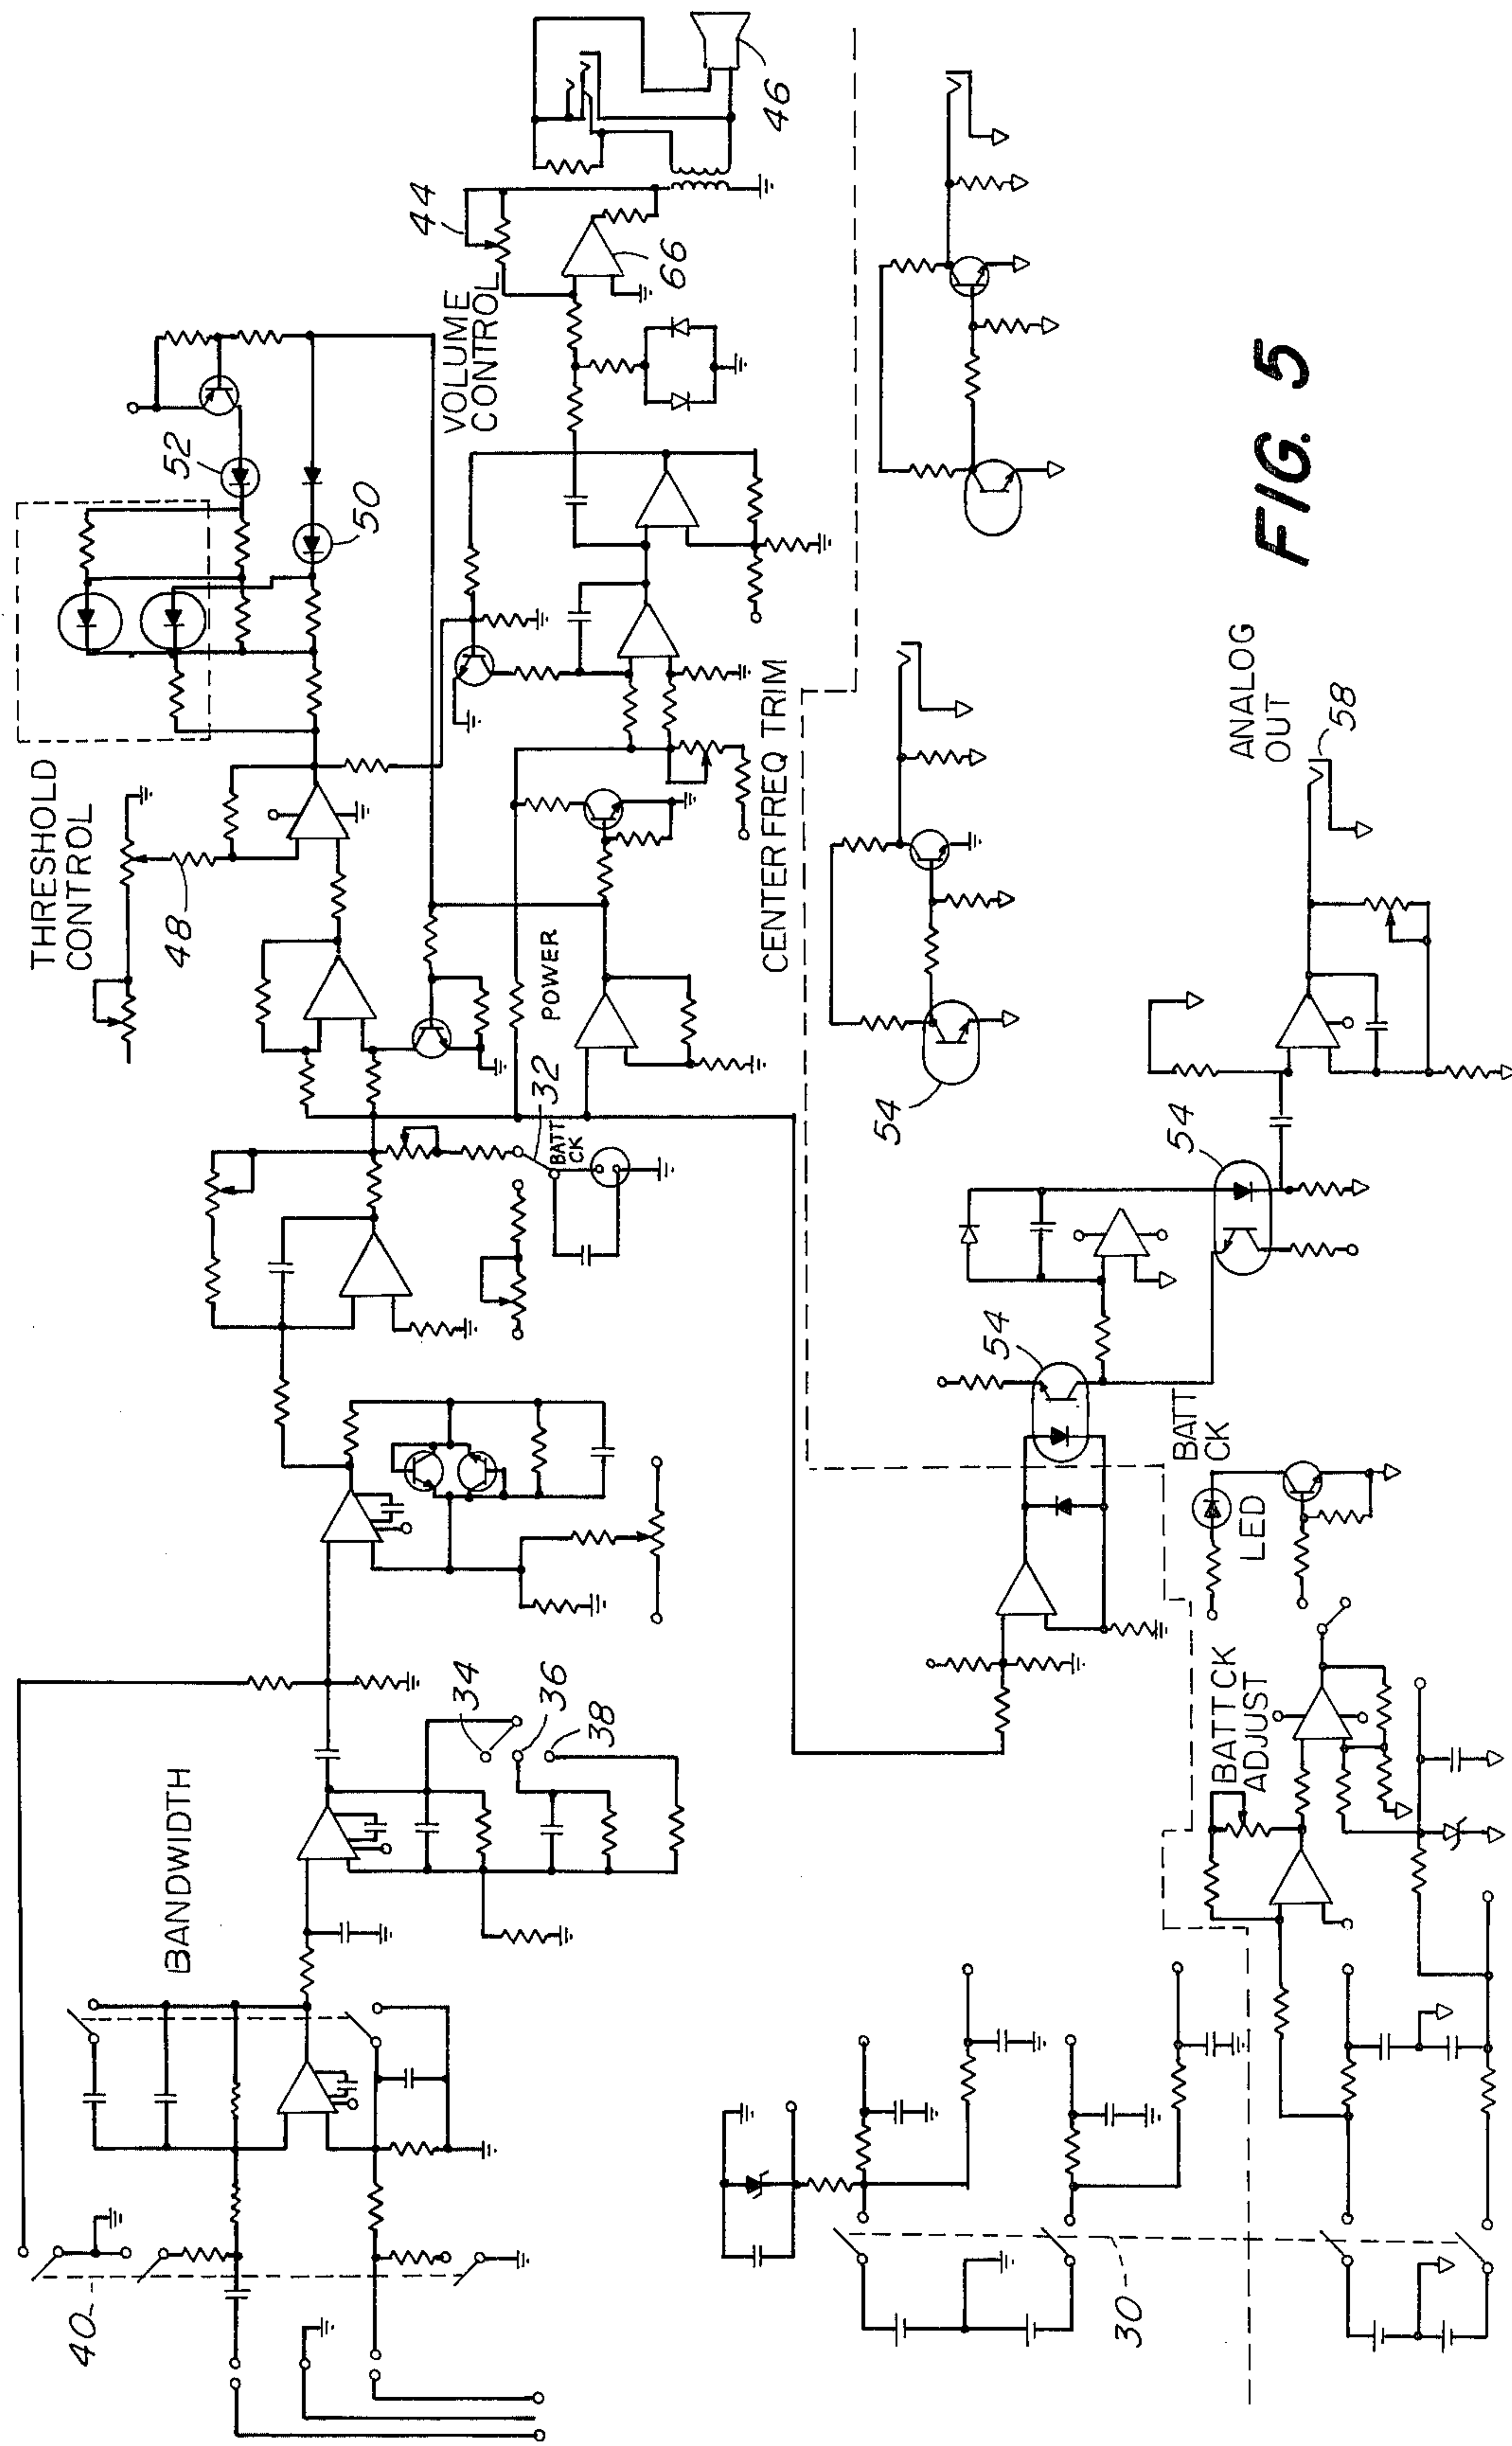 THRESHOLD
CONTROL
48
52
50
VOLUME
CONTROL
44
66
46
40
BANDWIDTH
34
36
38
32
BATT
CK
POWER
CENTER FREQ TRIM
54
54
54
BATT
CK
LED
BATT CK
ADJUST
30
ANALOG
OUT
58
FIG. 5